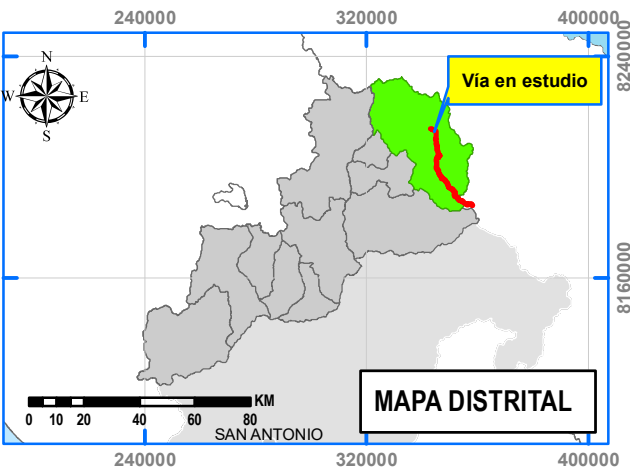 240000 320000 400000
8240000
N
W E
S
Vía en estudio
8160000
KM
0 10 20 40 60 80
SAN ANTONIO
MAPA DISTRITAL
240000 320000 400000